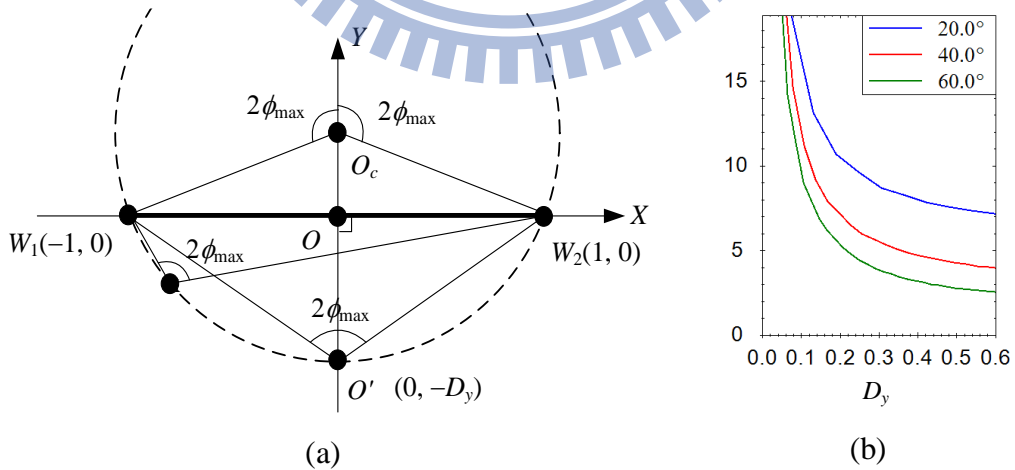 Y
2ϕmax 2ϕmax
Oc
O X
W1(−1, 0) W2(1, 0)
2ϕmax
2ϕmax
O′ (0, −Dy)
(a)
20.0°
40.0°
60.0°
15
10
5
0
0.0 0.1 0.2 0.3 0.4 0.5 0.6
Dy
(b)